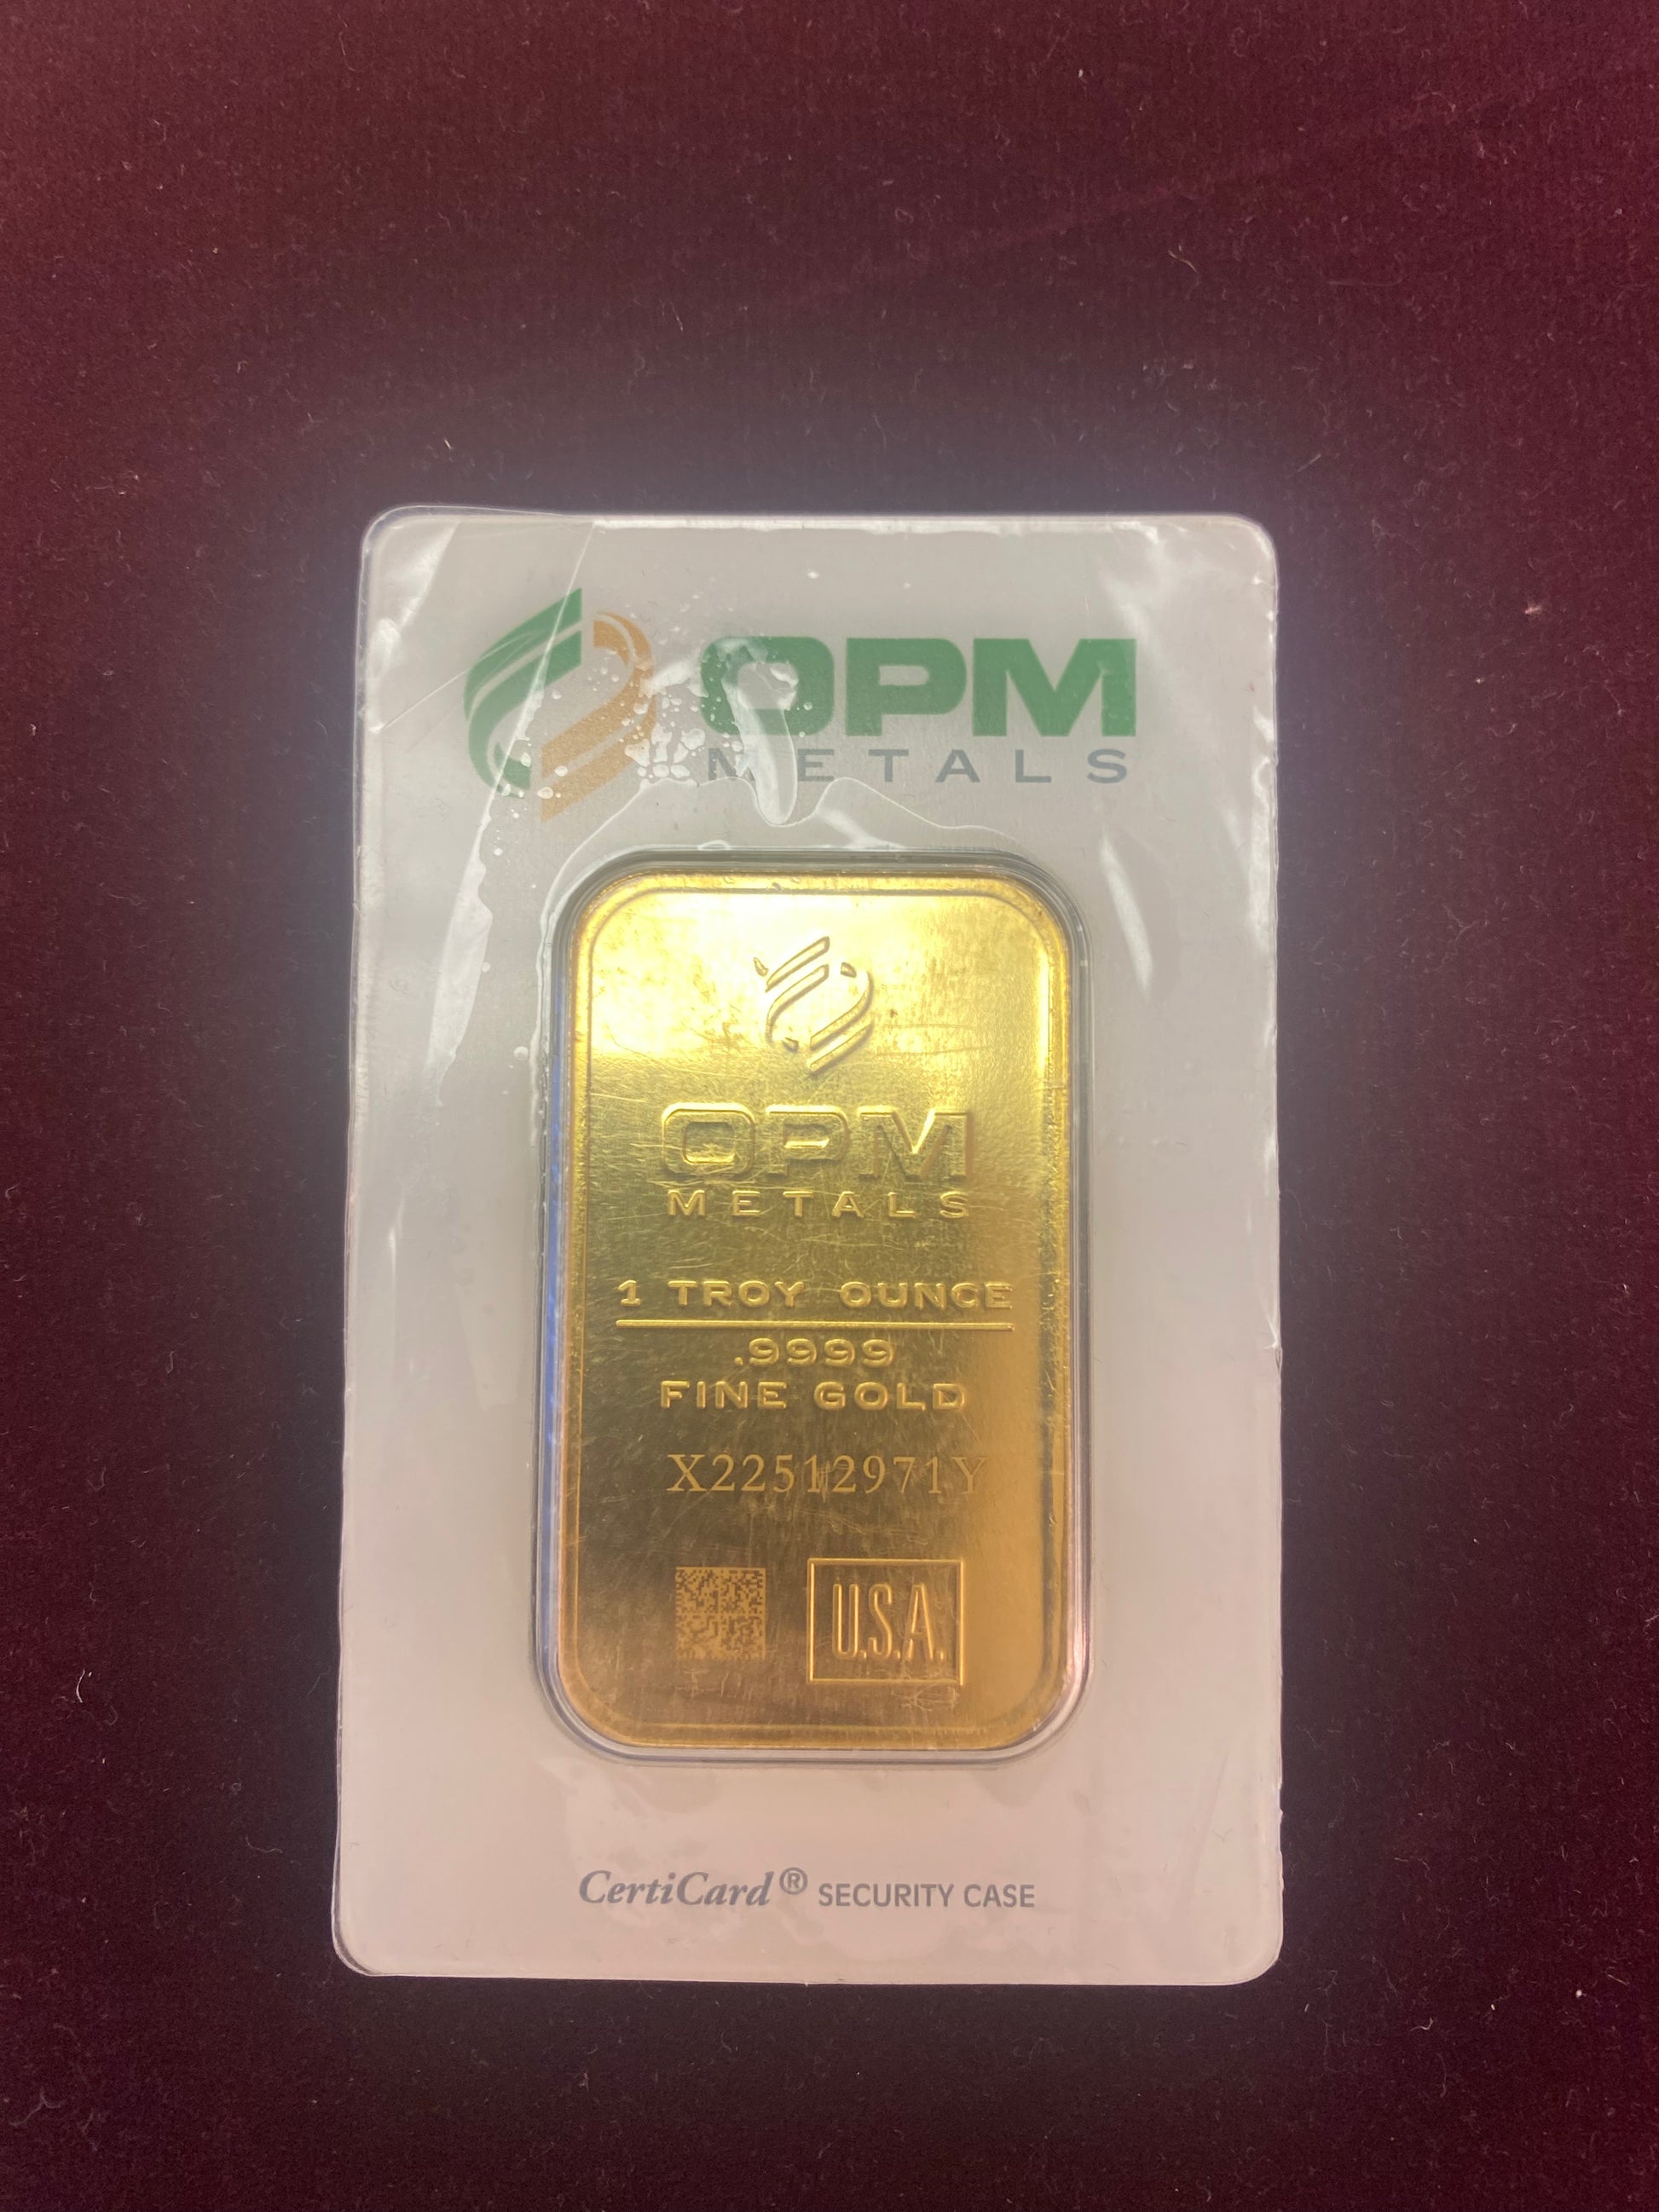 OPM
METALS
OPM
METALS
1 TROY OUNCE
.9999
FINE GOLD
X22512971Y
U.S.A.
CertiCard® SECURITY CASE